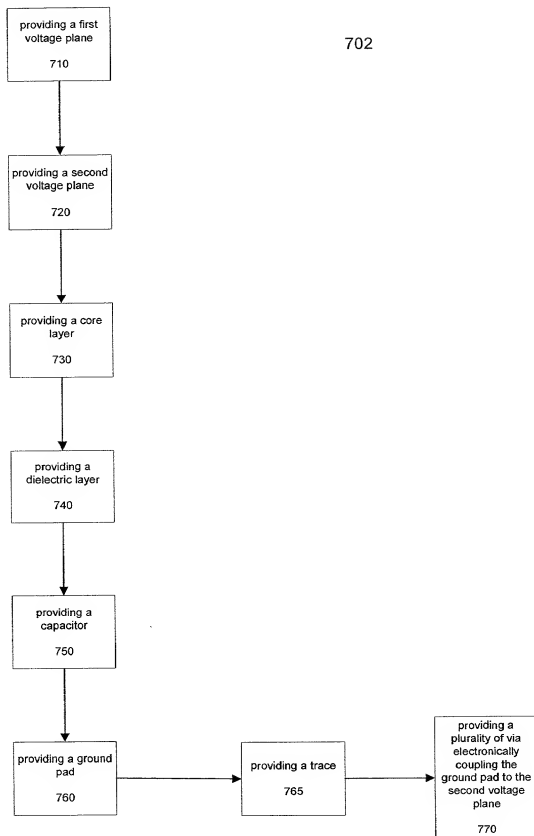 providing a first
voltage plane
710
702
providing a second
voltage plane
720
providing a core
layer
730
providing a
dielectric layer
740
providing a
capacitor
750
providing a ground
pad
760
providing a trace
765
providing a
plurality of via
electronically
coupling the
ground pad to the
second voltage
plane
770